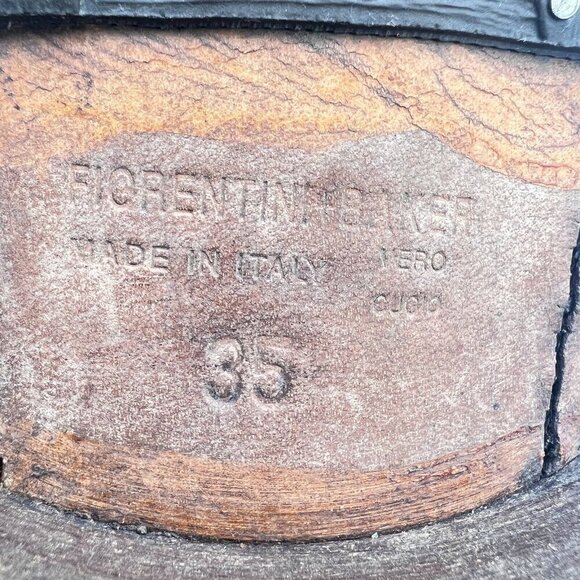 FIORENTINI+BAKER
MADE IN ITALY VERO
CUOIO
35